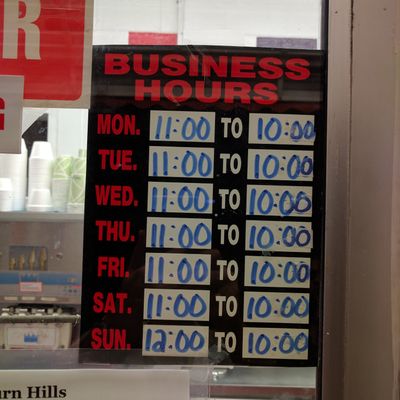 R
G
BUSINESS
HOURS
MON. 11:00 TO 10:00
TUE. 11:00 TO 10:00
WED. 11:00 TO 10:00
THU. 11:00 TO 10:00
FRI. 11:00 TO 10:00
SAT. 11:00 TO 10:00
SUN. 12:00 TO 10:00
urn Hills